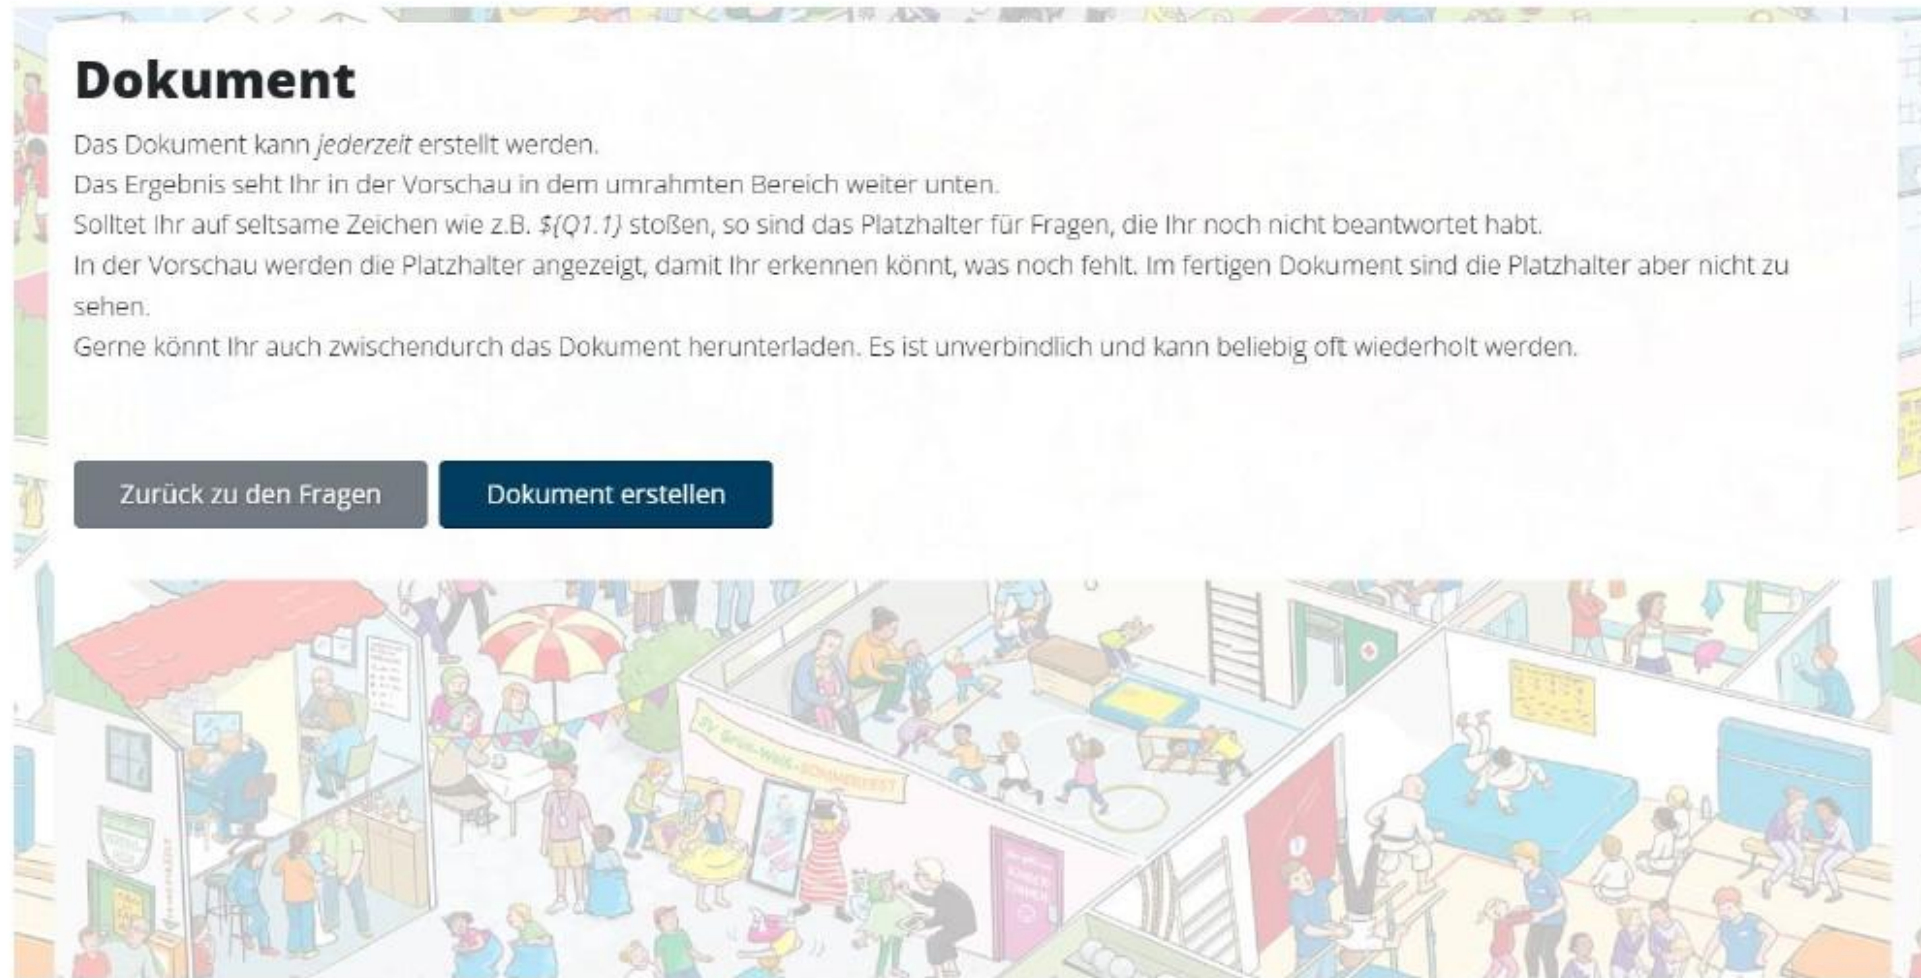 Dokument
Das Dokument kann jederzeit erstellt werden.
Das Ergebnis seht Ihr in der Vorschau in dem umrahmten Bereich weiter unten.
Solltet Ihr auf seltsame Zeichen wie z.B. ${Q1.1} stoßen, so sind das Platzhalter für Fragen, die Ihr noch nicht beantwortet habt.
In der Vorschau werden die Platzhalter angezeigt, damit Ihr erkennen könnt, was noch fehlt. Im fertigen Dokument sind die Platzhalter aber nicht zu
sehen.
Gerne könnt Ihr auch zwischendurch das Dokument herunterladen. Es ist unverbindlich und kann beliebig oft wiederholt werden.
Zurück zu den Fragen
Dokument erstellen
SV Grün-Weiß-SOMMERFEST